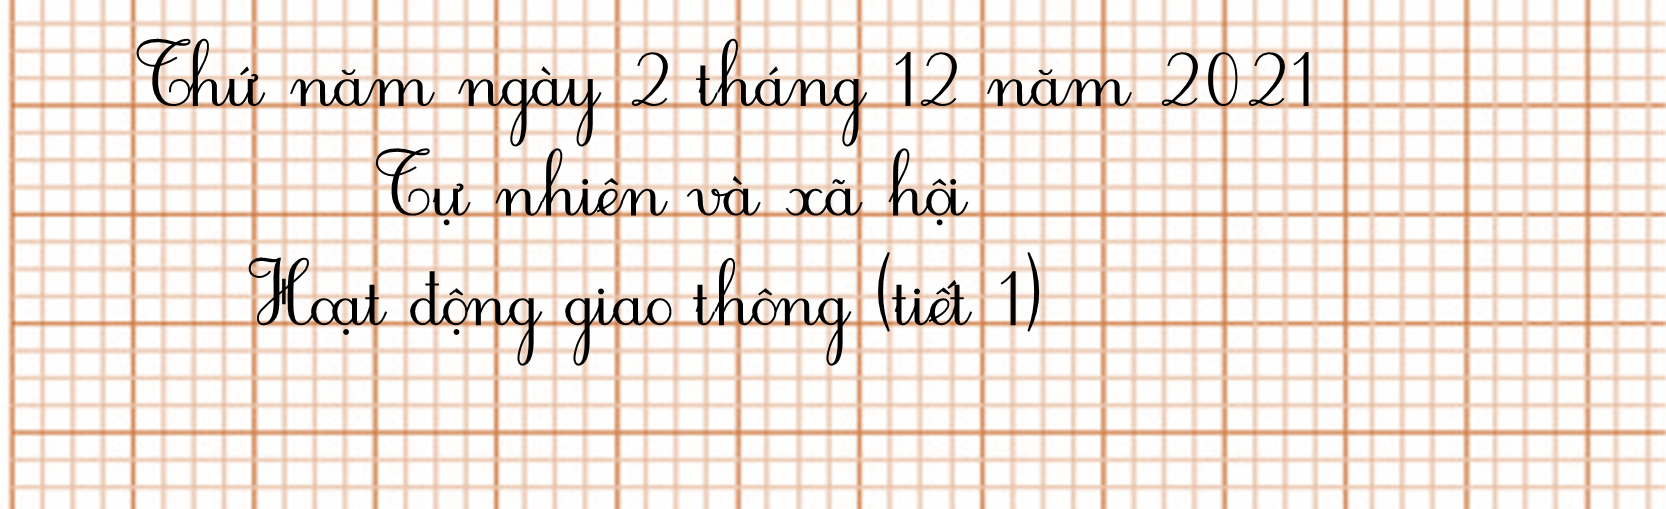 Thứ năm ngày 2 tháng 12 năm 2021
Tự nhiên và xã hội
Hoạt động giao thông (tiết 1)